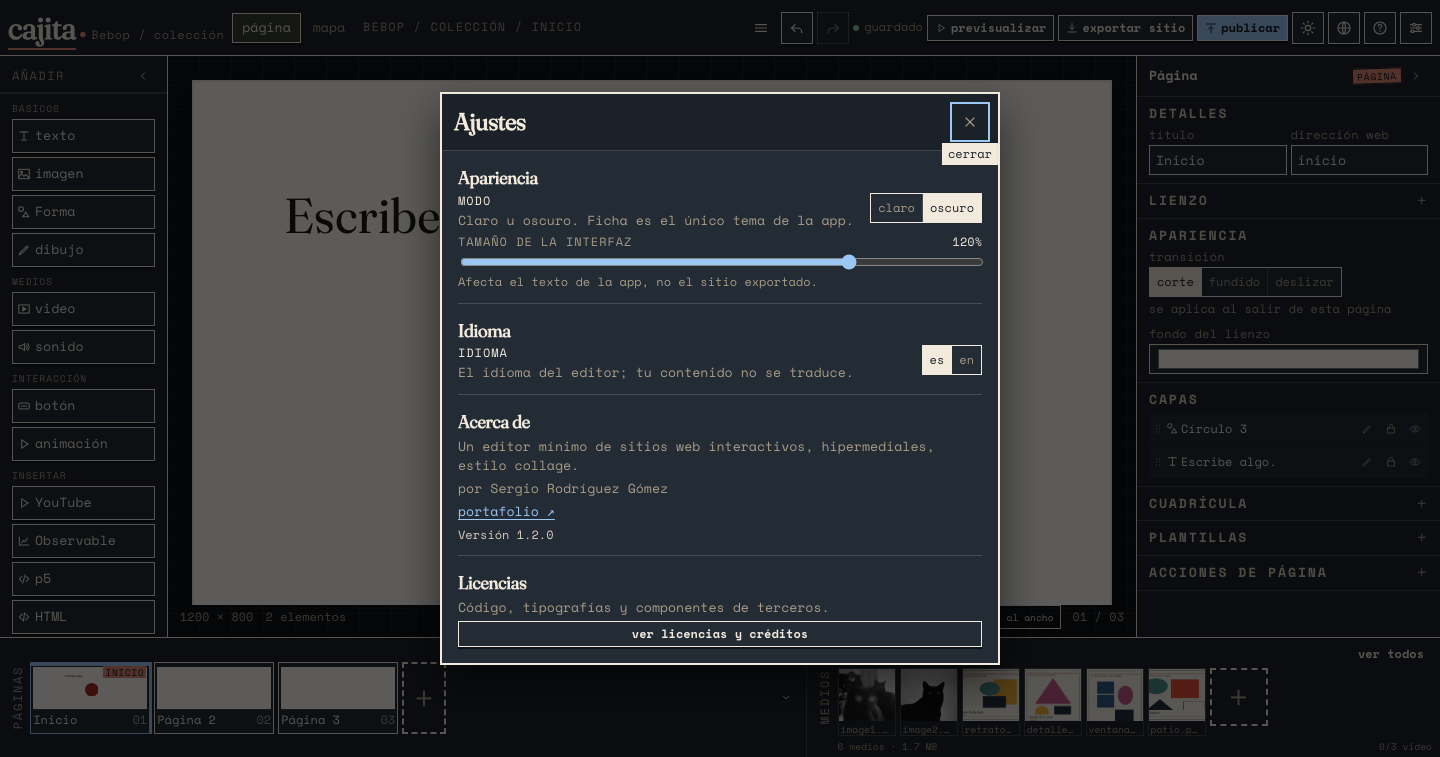 cajita
Bebop / colección
página
mapa
BEBOP / COLECCIÓN / INICIO
guardado
previsualizar
exportar sitio
publicar
AÑADIR
BÁSICOS
texto
imagen
Forma
dibujo
MEDIOS
video
sonido
INTERACCIÓN
botón
animación
INSERTAR
YouTube
Observable
p5
HTML
Escribe
1200 × 800 2 elementos
al ancho
01 / 03
Ajustes
cerrar
Apariencia
MODO
Claro u oscuro. Ficha es el único tema de la app.
claro
oscuro
TAMAÑO DE LA INTERFAZ
120%
Afecta el texto de la app, no el sitio exportado.
Idioma
IDIOMA
El idioma del editor; tu contenido no se traduce.
es
en
Acerca de
Un editor mínimo de sitios web interactivos, hipermediales,
estilo collage.
por Sergio Rodríguez Gómez
portafolio ↗
Versión 1.2.0
Licencias
Código, tipografías y componentes de terceros.
ver licencias y créditos
Página
PÁGINA
DETALLES
título
dirección web
Inicio
inicio
LIENZO
APARIENCIA
transición
corte
fundido
deslizar
se aplica al salir de esta página
fondo del lienzo
CAPAS
Círculo 3
Escribe algo.
CUADRÍCULA
PLANTILLAS
ACCIONES DE PÁGINA
PÁGINAS
INICIO
Inicio 01
Página 2 02
Página 3 03
MEDIOS
ver todos
image1.…
image2.…
retrato…
detalle…
ventana…
patio.p…
6 medios · 1.7 MB
0/3 video